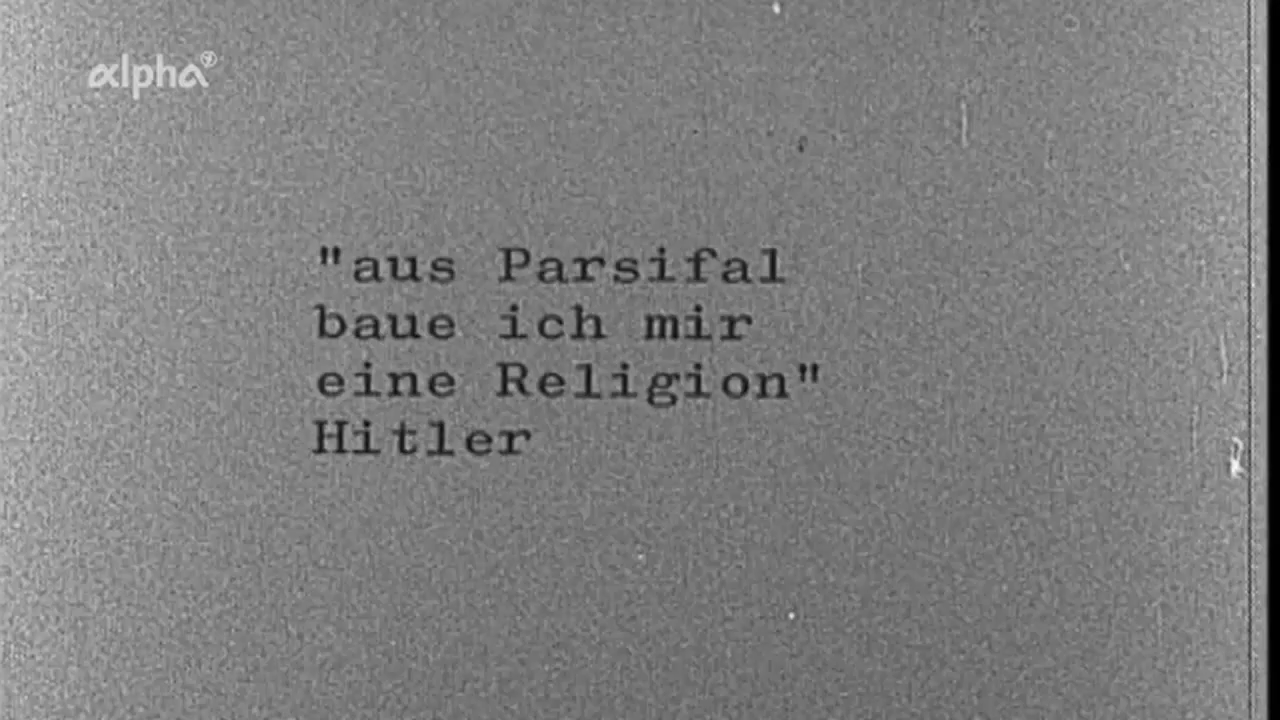 alpha
"aus Parsifal
baue ich mir
eine Religion"
Hitler